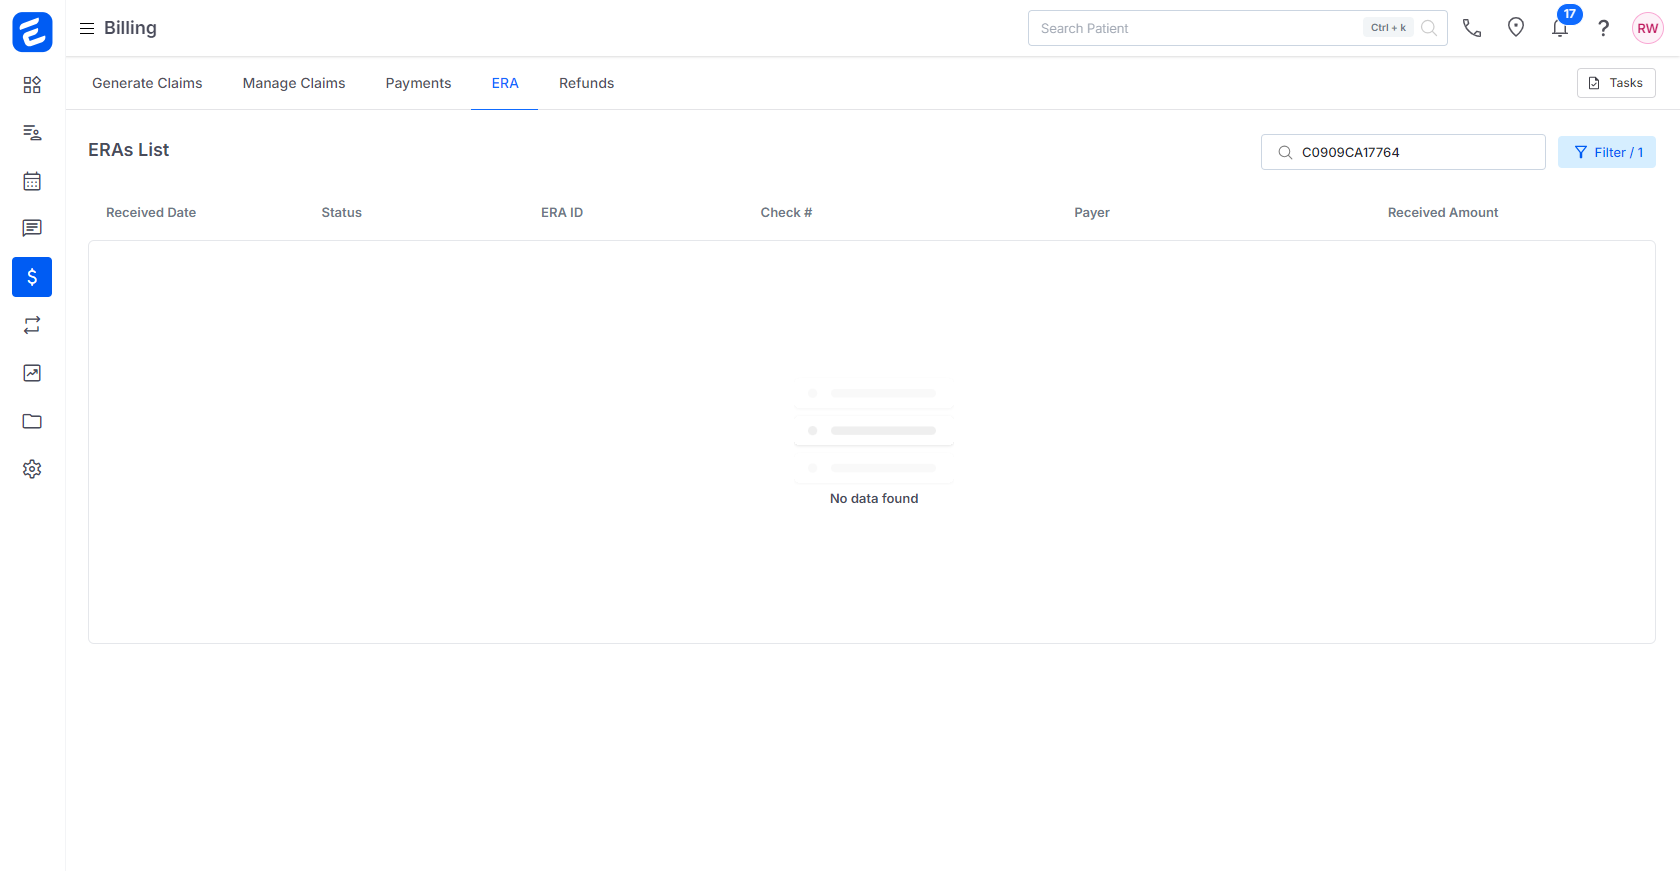 Billing
Search Patient
Ctrl + k
17
?
RW
Generate Claims
Manage Claims
Payments
ERA
Refunds
Tasks
ERAs List
C0909CA17764
Filter / 1
Received Date
Status
ERA ID
Check #
Payer
Received Amount
$
No data found